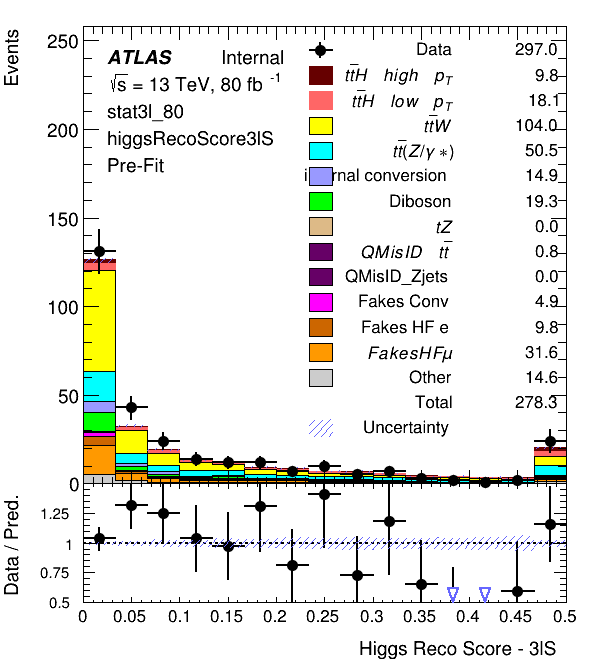 Events
250
200
150
100
50
0
ATLAS Internal
√s = 13 TeV, 80 fb -1
stat3l_80
higgsRecoScore3lS
Pre-Fit
Data 297.0
tt̄H high pT 9.8
tt̄H low pT 18.1
tt̄W 104.0
tt̄(Z/γ *) 50.5
internal conversion 14.9
Diboson 19.3
tZ 0.0
QMisID tt̄ 0.8
QMisID_Zjets 0.0
Fakes Conv 4.9
Fakes HF e 9.8
FakesHFμ 31.6
Other 14.6
Total 278.3
Uncertainty
Data / Pred.
1.25
1
0.75
0.5
0 0.05 0.1 0.15 0.2 0.25 0.3 0.35 0.4 0.45 0.5
Higgs Reco Score - 3lS